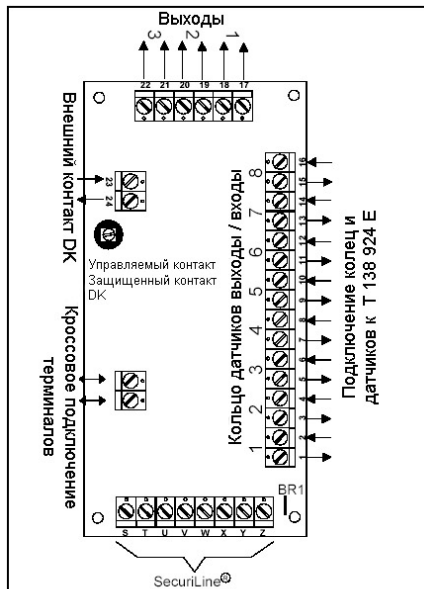 Выходы
3 2 1
22 21 20 19 18 17
Внешний контакт DK
23
24
Управляемый контакт
Защищенный контакт
DK
Кроссовое подключение
терминалов
Кольцо датчиков выходы / входы
8
7
6
5
4
3
2
1
16
15
14
13
12
11
10
9
8
7
6
5
4
3
2
1
Подключение колец и
датчиков к T 138 924 E
BR1
S T U V W X Y Z
SecuriLine®